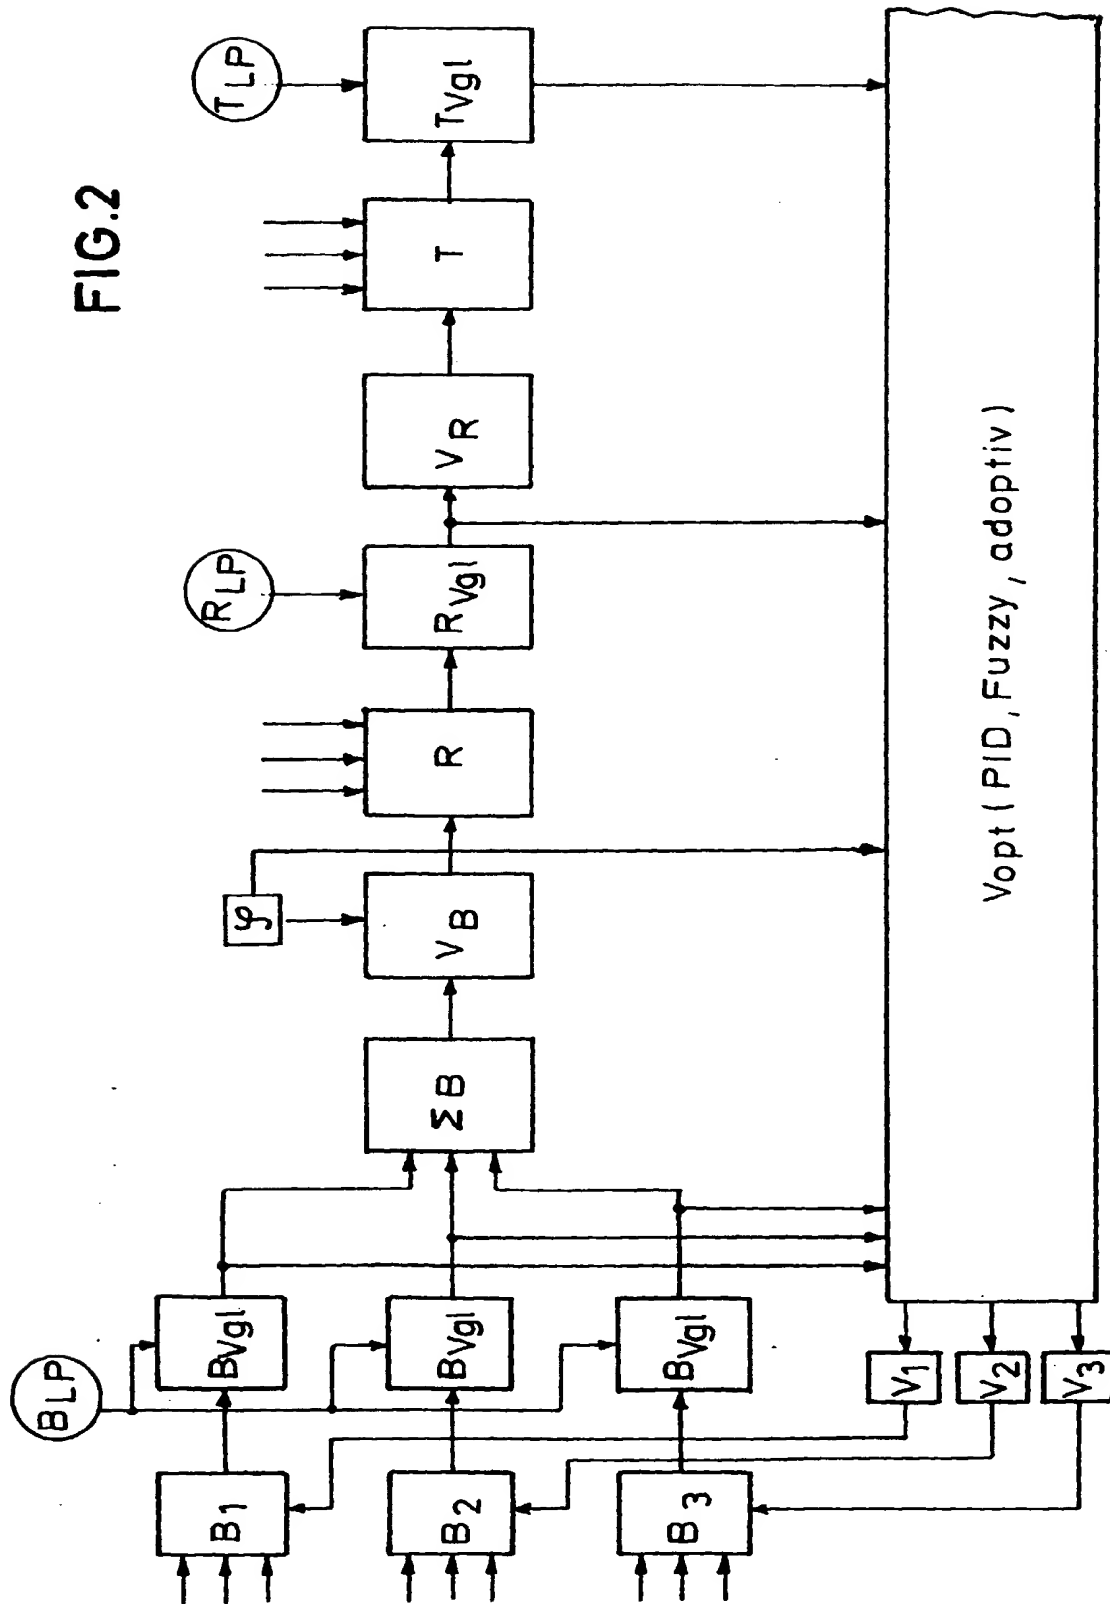 FIG.2
B_LP
R_LP
T_LP
B_1
B_Vgl
B_2
B_Vgl
B_3
B_Vgl
ΣB
φ
V_B
R
R_Vgl
V_R
T
T_Vgl
V_1
V_2
V_3
Vopt (PID, Fuzzy, adoptiv)